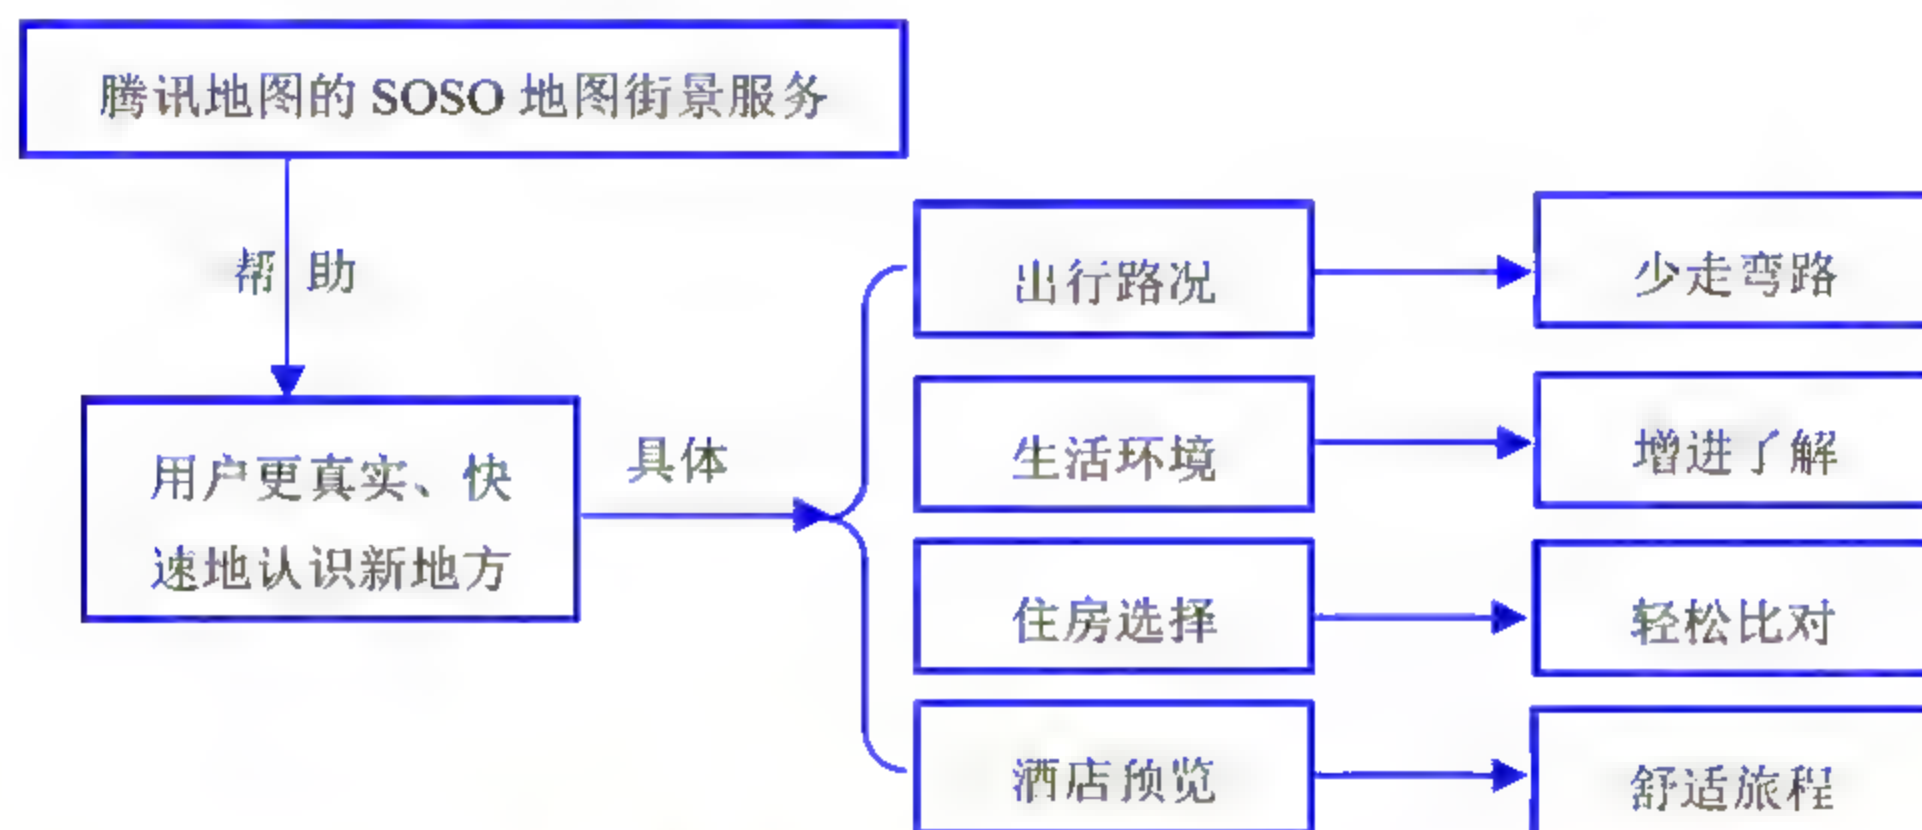 腾讯地图的 SOSO 地图街景服务
帮 助
用户更真实、快
速地认识新地方
具体
出行路况
少走弯路
生活环境
增进了解
住房选择
轻松比对
酒店预览
舒适旅程